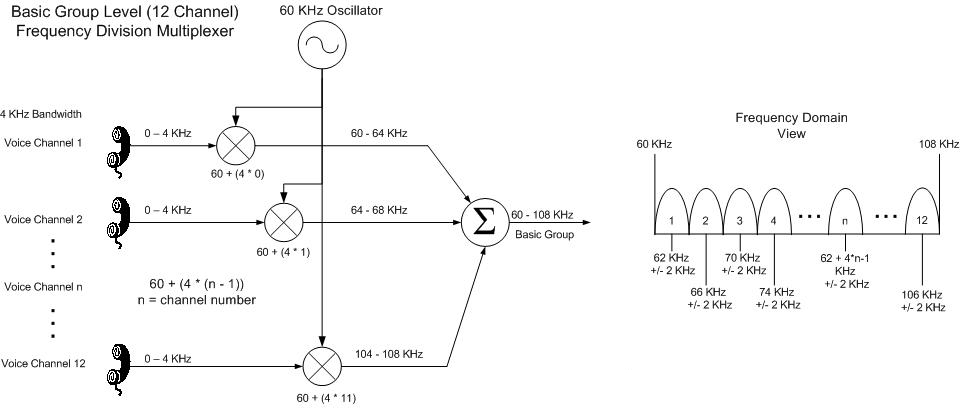 Basic Group Level (12 Channel)
Frequency Division Multiplexer
60 KHz Oscillator
4 KHz Bandwidth
Voice Channel 1
0 – 4 KHz
60 + (4 * 0)
60 - 64 KHz
Voice Channel 2
0 – 4 KHz
60 + (4 * 1)
64 - 68 KHz
Voice Channel n
60 + (4 * (n - 1))
n = channel number
Voice Channel 12
0 – 4 KHz
60 + (4 * 11)
104 - 108 KHz
Σ
60 - 108 KHz
Basic Group
Frequency Domain
View
60 KHz
108 KHz
1
2
3
4
n
12
62 KHz
+/- 2 KHz
66 KHz
+/- 2 KHz
70 KHz
+/- 2 KHz
74 KHz
+/- 2 KHz
62 + 4*n-1
KHz
+/- 2 KHz
106 KHz
+/- 2 KHz